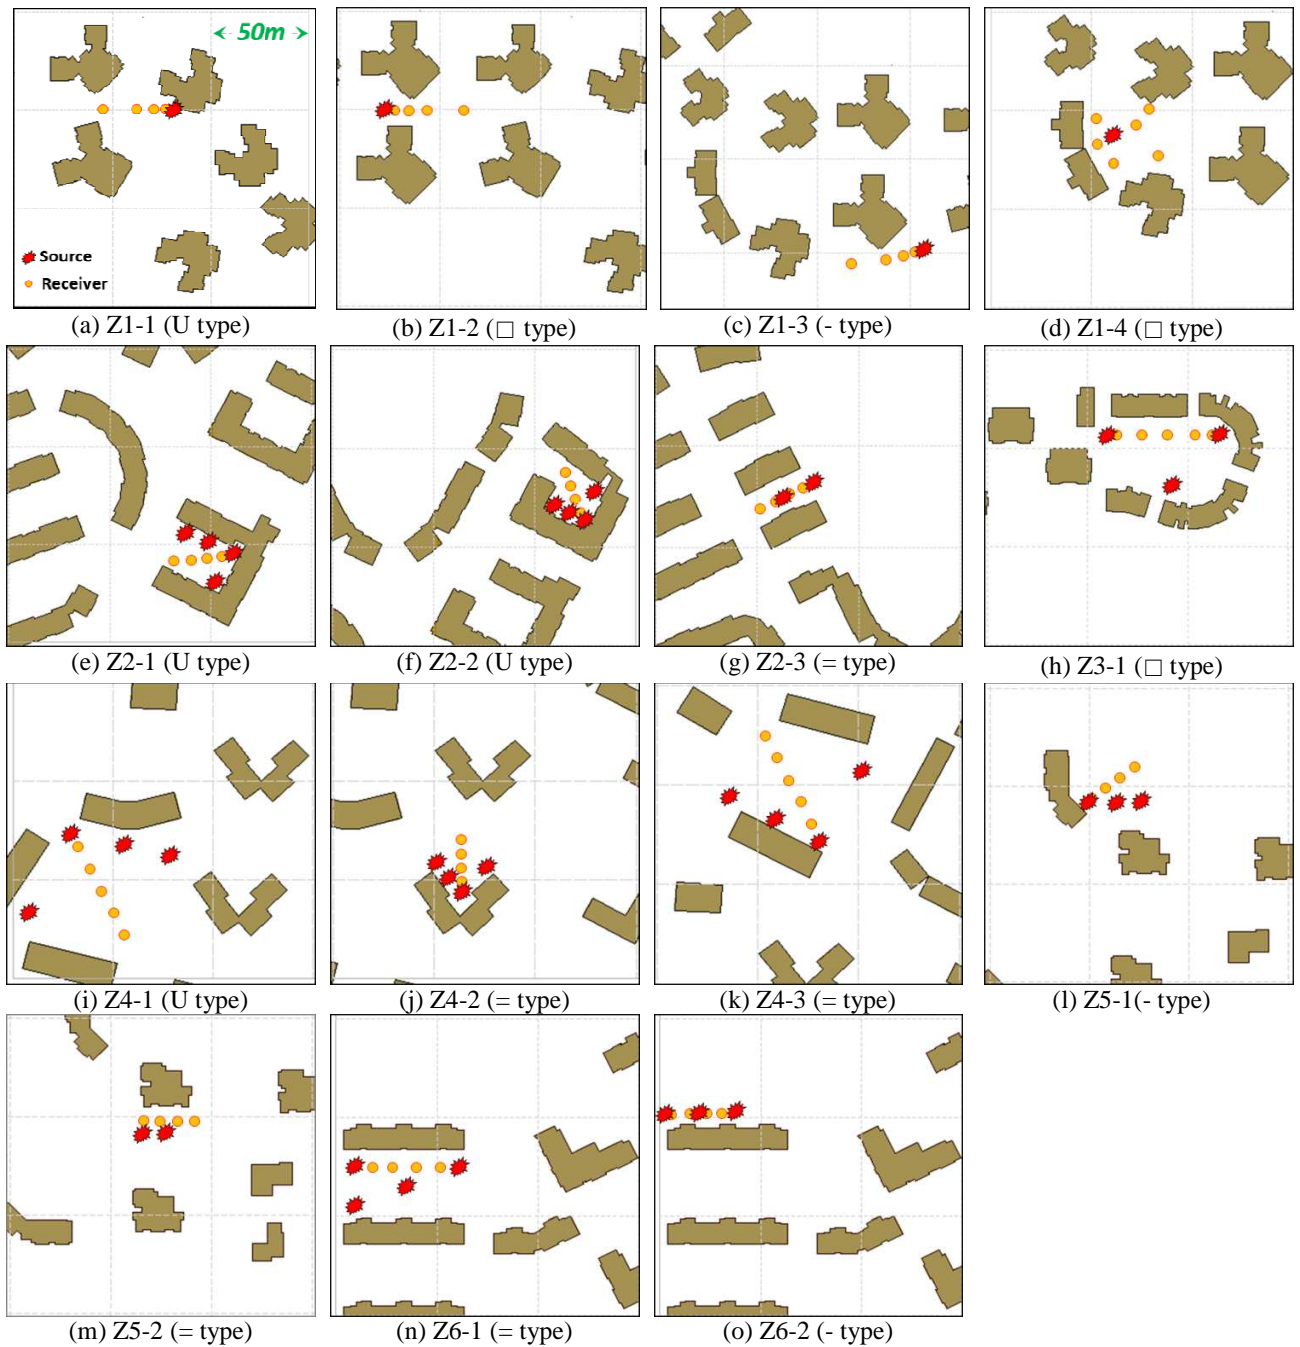 50m
Source
Receiver
(a) Z1-1 (U type)
(b) Z1-2 (□ type)
(c) Z1-3 (- type)
(d) Z1-4 (□ type)
(e) Z2-1 (U type)
(f) Z2-2 (U type)
(g) Z2-3 (= type)
(h) Z3-1 (□ type)
(i) Z4-1 (U type)
(j) Z4-2 (= type)
(k) Z4-3 (= type)
(l) Z5-1(- type)
(m) Z5-2 (= type)
(n) Z6-1 (= type)
(o) Z6-2 (- type)